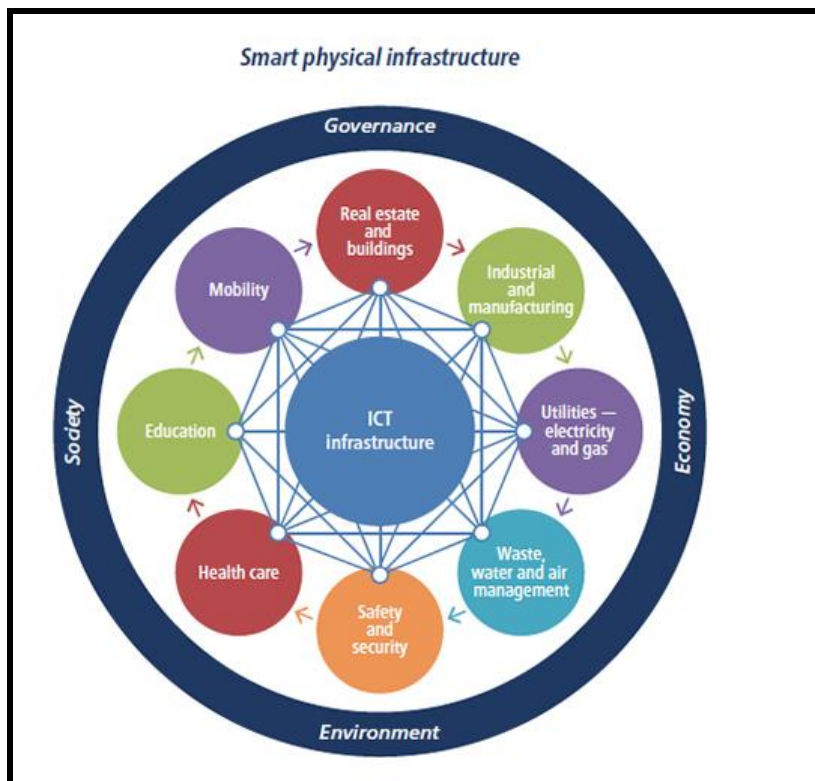 Smart physical infrastructure
Governance
Real estate
and
buildings
Mobility
Industrial
and
manufacturing
Society
Education
ICT
infrastructure
Utilities —
electricity
and gas
Economy
Health care
Waste,
water and air
management
Safety
and
security
Environment